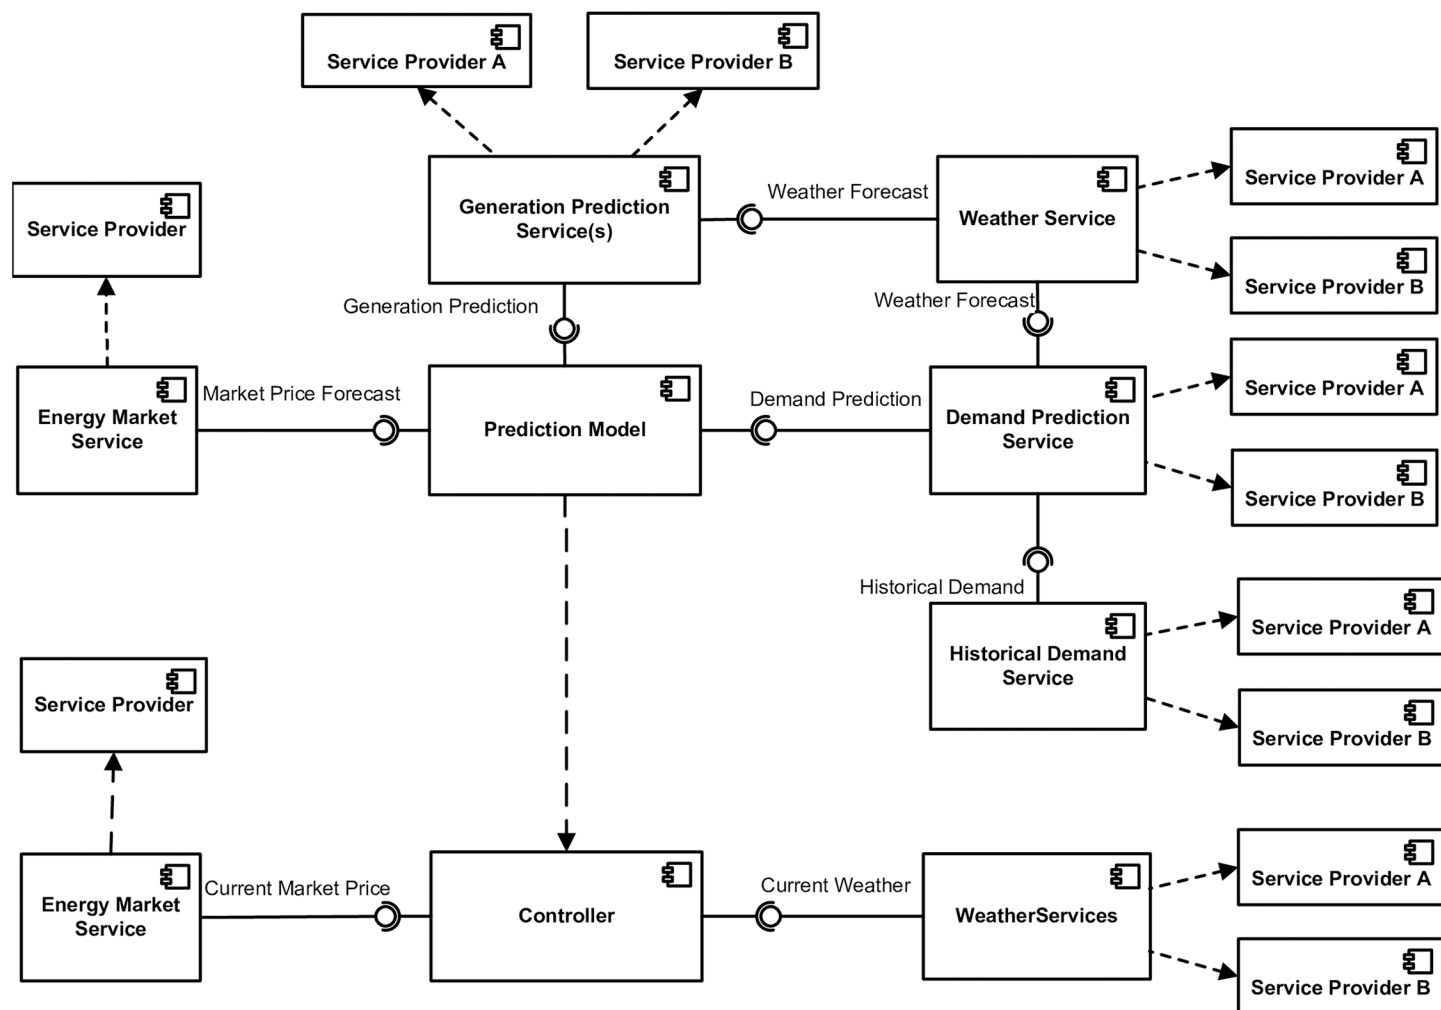 Service Provider A
Service Provider B
Service Provider A
Weather Forecast
Generation Prediction
Service(s)
Weather Service
Service Provider
Service Provider B
Generation Prediction
Weather Forecast
Service Provider A
Market Price Forecast
Demand Prediction
Energy Market
Service
Prediction Model
Demand Prediction
Service
Service Provider B
Historical Demand
Service Provider A
Historical Demand
Service
Service Provider
Service Provider B
Service Provider A
Current Market Price
Current Weather
Energy Market
Service
Controller
WeatherServices
Service Provider B